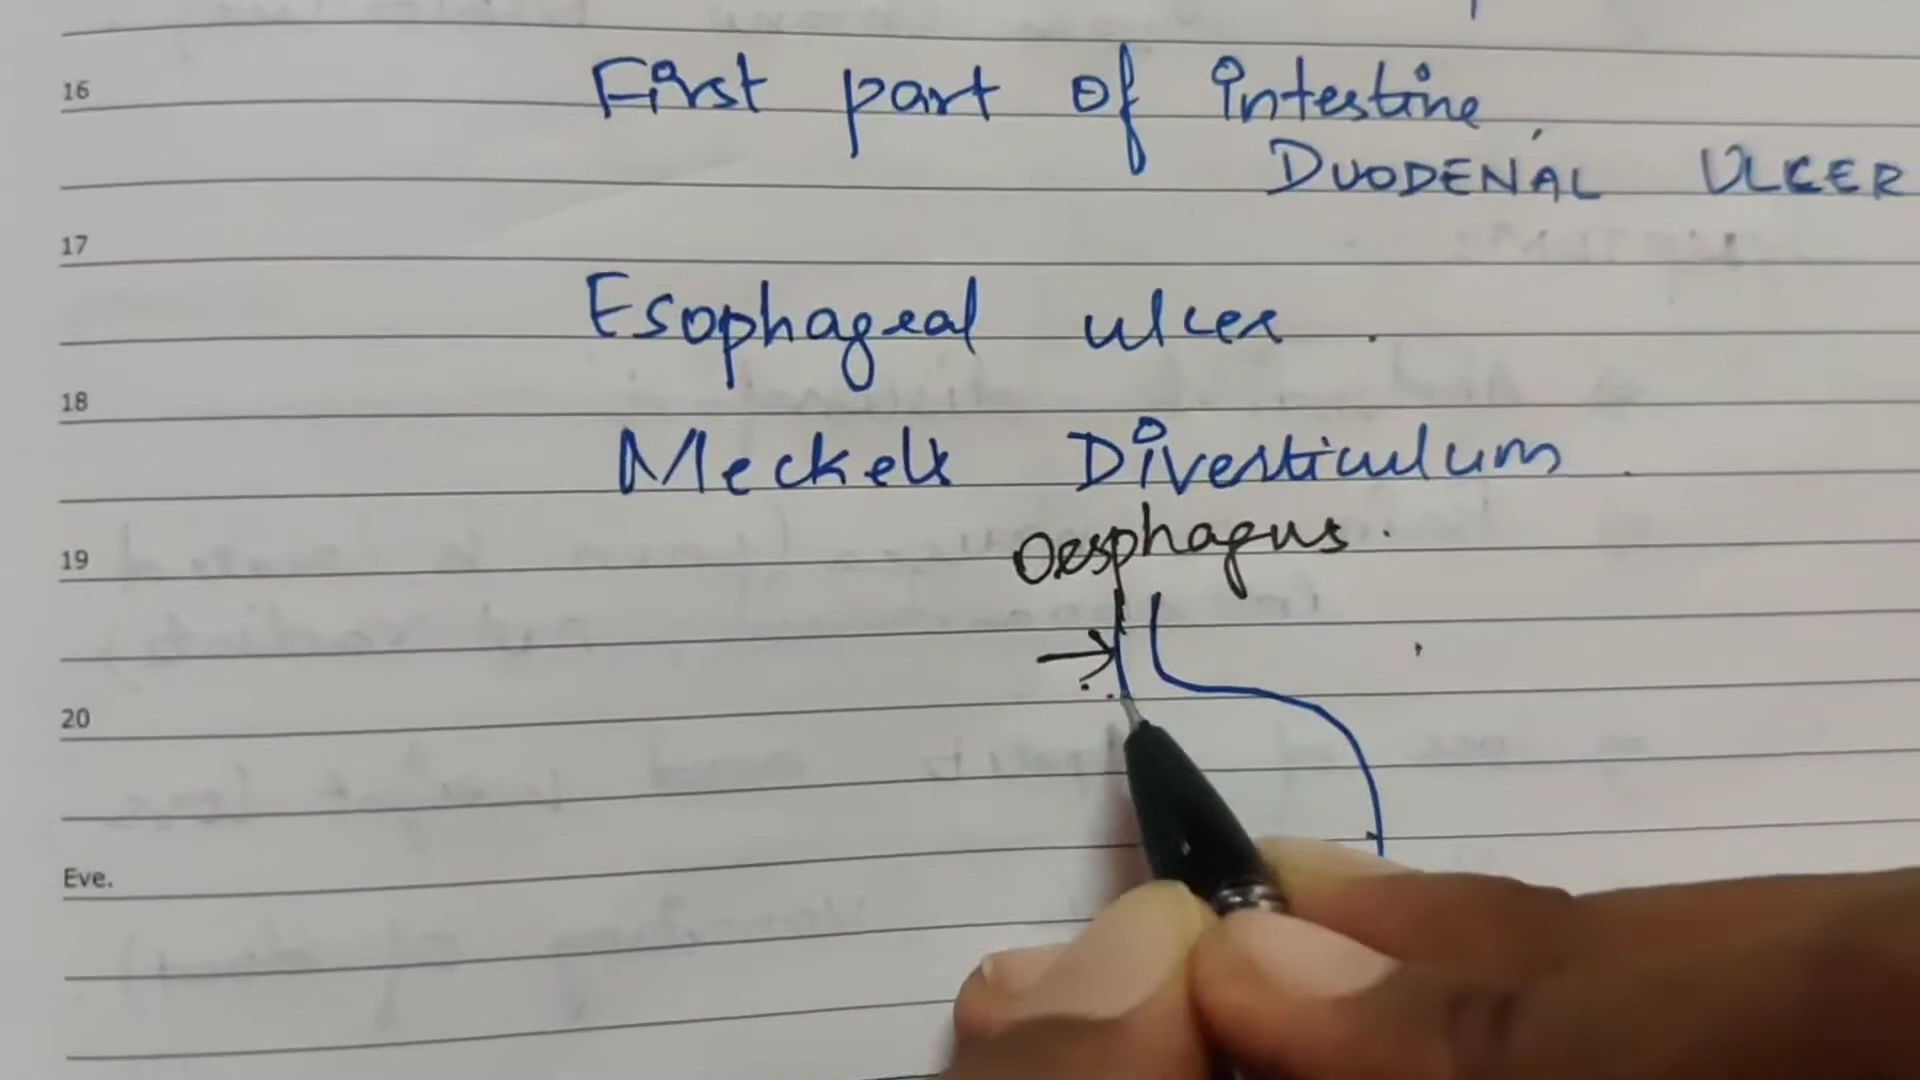 16
First part of intestine.
DUODENAL ULCER
17
Esophageal ulcer.
18
Meckels Diverticulum.
Oesphagus.
19
20
Eve.